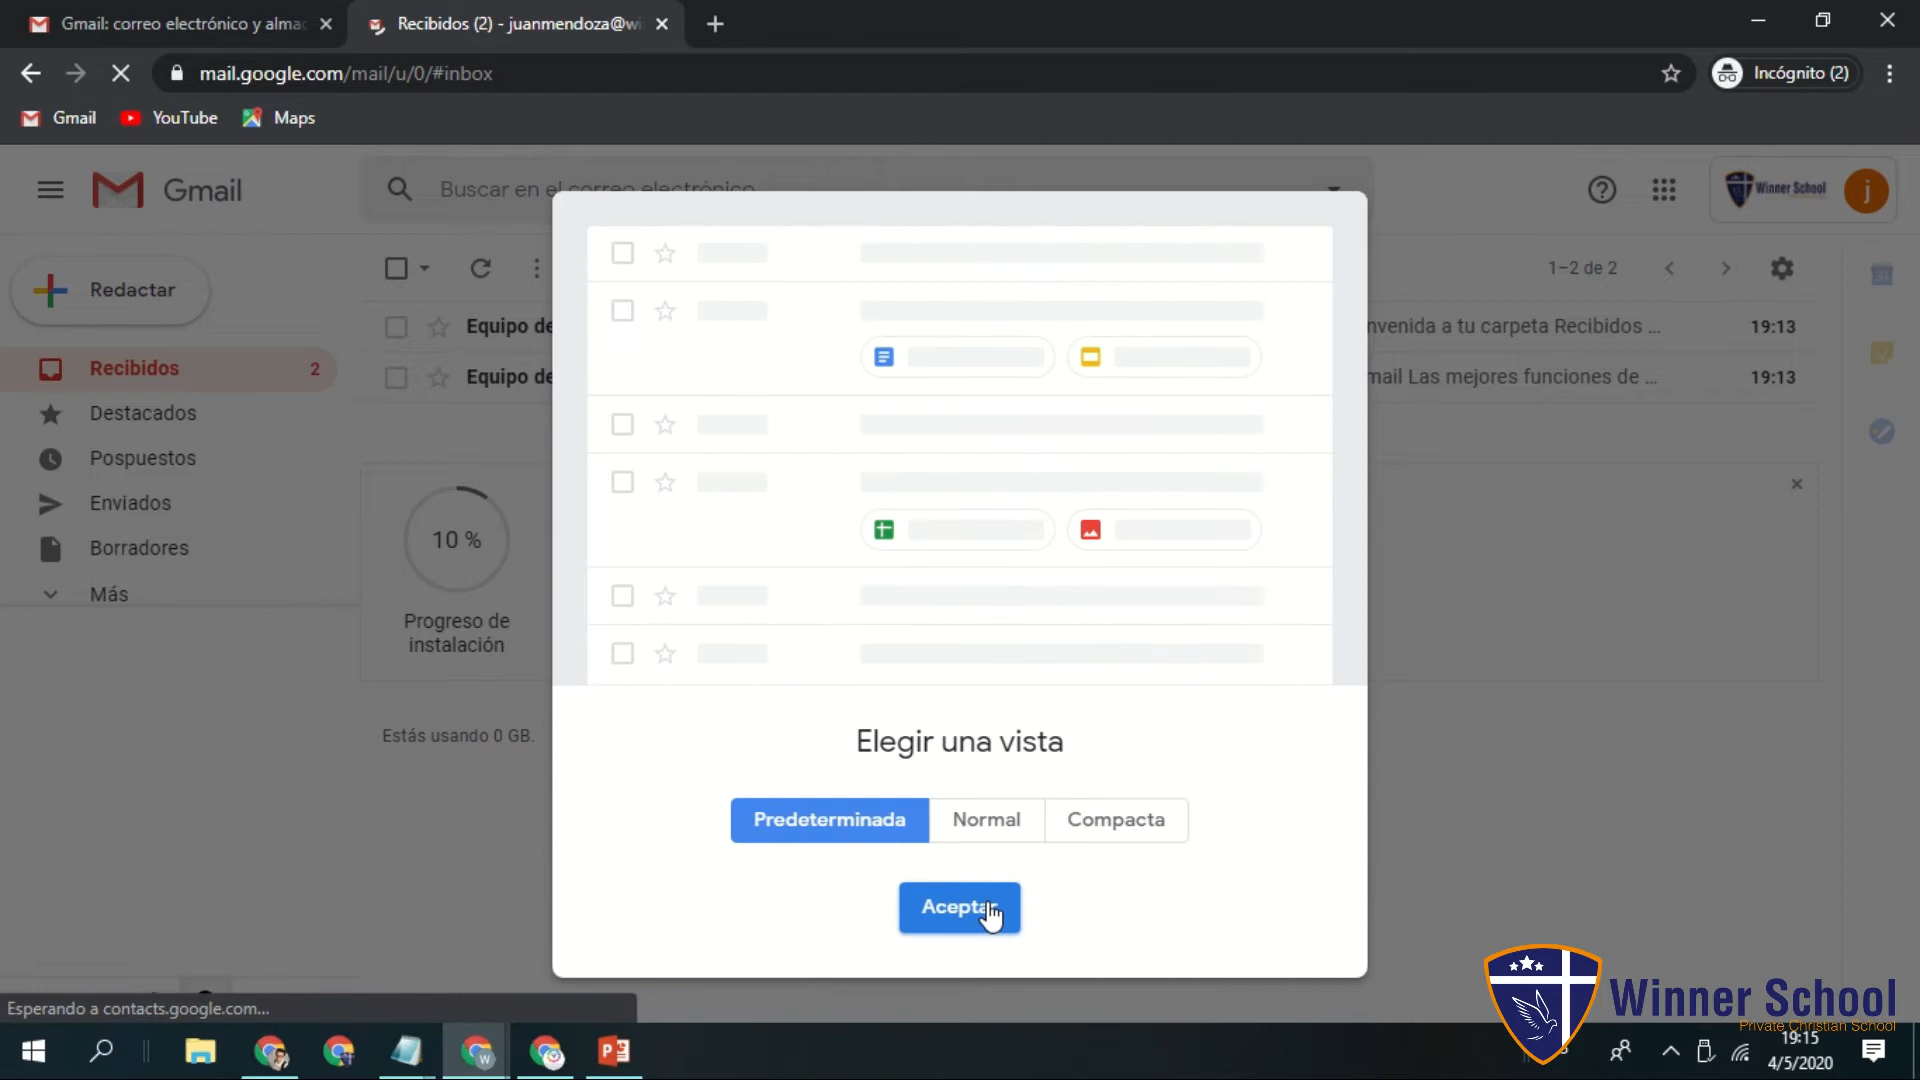 Gmail: correo electrónico y alma
Recibidos (2) - juanmendoza@wi
mail.google.com/mail/u/0/#inbox
Incógnito (2)
Gmail
YouTube
Maps
Gmail
Buscar en el correo electrónico
Winner School
j
Redactar
1–2 de 2
Recibidos
2
Destacados
Pospuestos
Enviados
Borradores
Más
Equipo de
nvenida a tu carpeta Recibidos ...
19:13
Equipo de
mail Las mejores funciones de ...
19:13
10 %
Progreso de
instalación
Estás usando 0 GB.
Elegir una vista
Predeterminada
Normal
Compacta
Aceptar
Esperando a contacts.google.com...
Winner School
Private Christian School
19:15
4/5/2020